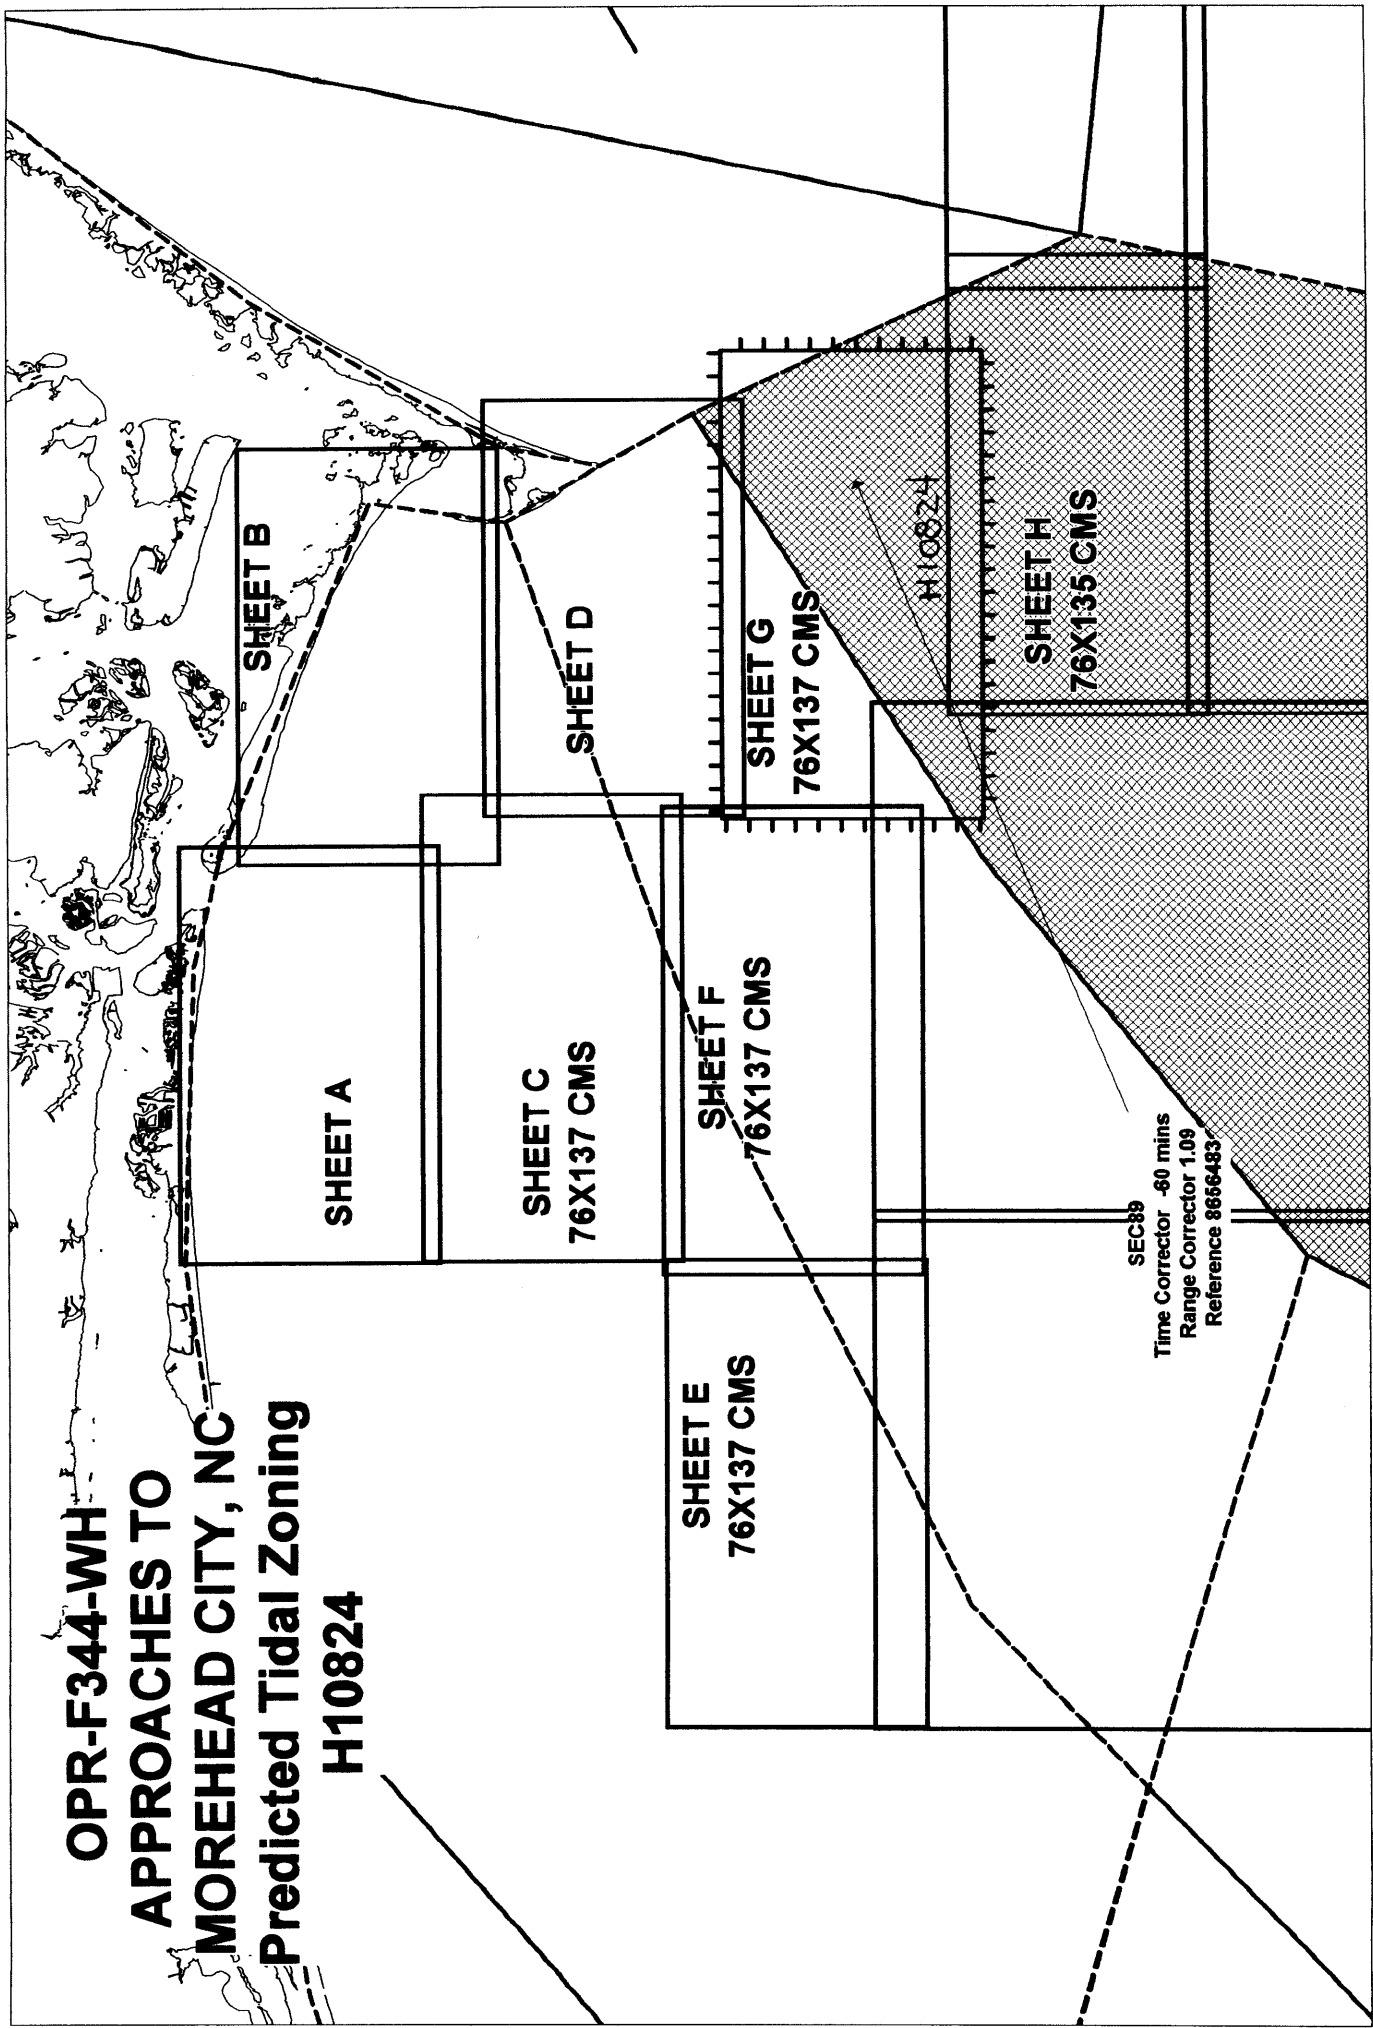 OPR-F344-WH
APPROACHES TO
MOREHEAD CITY, NC
Predicted Tidal Zoning
H10824
SHEET A
SHEET B
SHEET C
76X137 CMS
SHEET D
SHEET E
76X137 CMS
SHEET F
76X137 CMS
SHEET G
76X137 CMS
H10824
SHEET H
76X135 CMS
SEC89
Time Corrector -60 mins
Range Corrector 1.09
Reference 8656483